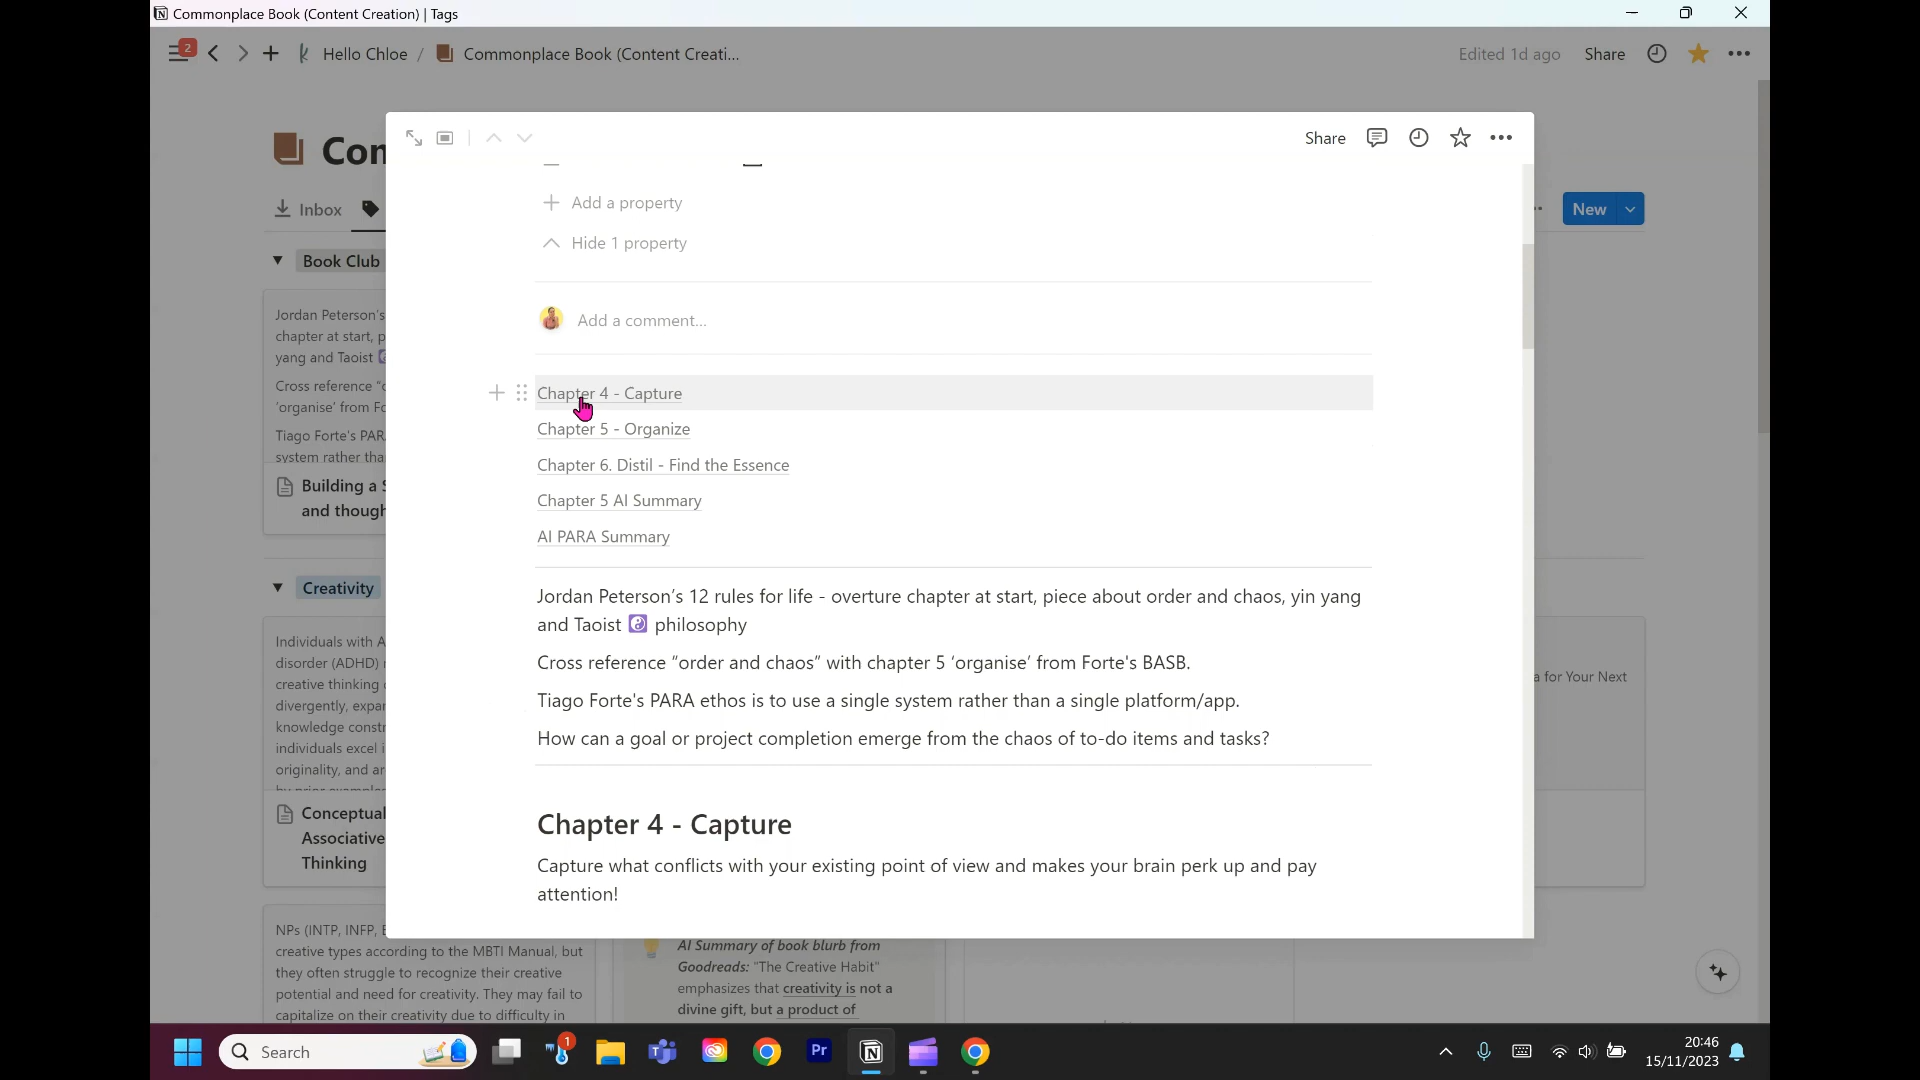 Commonplace Book (Content Creation) | Tags
2
Hello Chloe / Commonplace Book (Content Creati...
Edited 1d ago
Share
Con
Inbox
New
Book Club
Jordan Peterson's
chapter at start, p
yang and Taoist
Cross reference "o
'organise' from Fo
Tiago Forte's PAR
system rather tha
Building a S
and though
Creativity
Individuals with A
disorder (ADHD) r
creative thinking
divergently, expan
knowledge constr
individuals excel i
originality, and ar
Conceptual
Associative
Thinking
NPs (INTP, INFP, E
creative types according to the MBTI Manual, but
they often struggle to recognize their creative
potential and need for creativity. They may fail to
capitalize on their creativity due to difficulty in
Share
Add a property
Hide 1 property
Add a comment...
Chapter 4 - Capture
Chapter 5 - Organize
Chapter 6. Distil - Find the Essence
Chapter 5 AI Summary
AI PARA Summary
Jordan Peterson's 12 rules for life - overture chapter at start, piece about order and chaos, yin yang
and Taoist ☯ philosophy
Cross reference "order and chaos" with chapter 5 'organise' from Forte's BASB.
Tiago Forte's PARA ethos is to use a single system rather than a single platform/app.
How can a goal or project completion emerge from the chaos of to-do items and tasks?
Chapter 4 - Capture
Capture what conflicts with your existing point of view and makes your brain perk up and pay
attention!
AI Summary of book blurb from
Goodreads: "The Creative Habit"
emphasizes that creativity is not a
divine gift, but a product of
a for Your Next
Search
1
Pr
20:46
15/11/2023